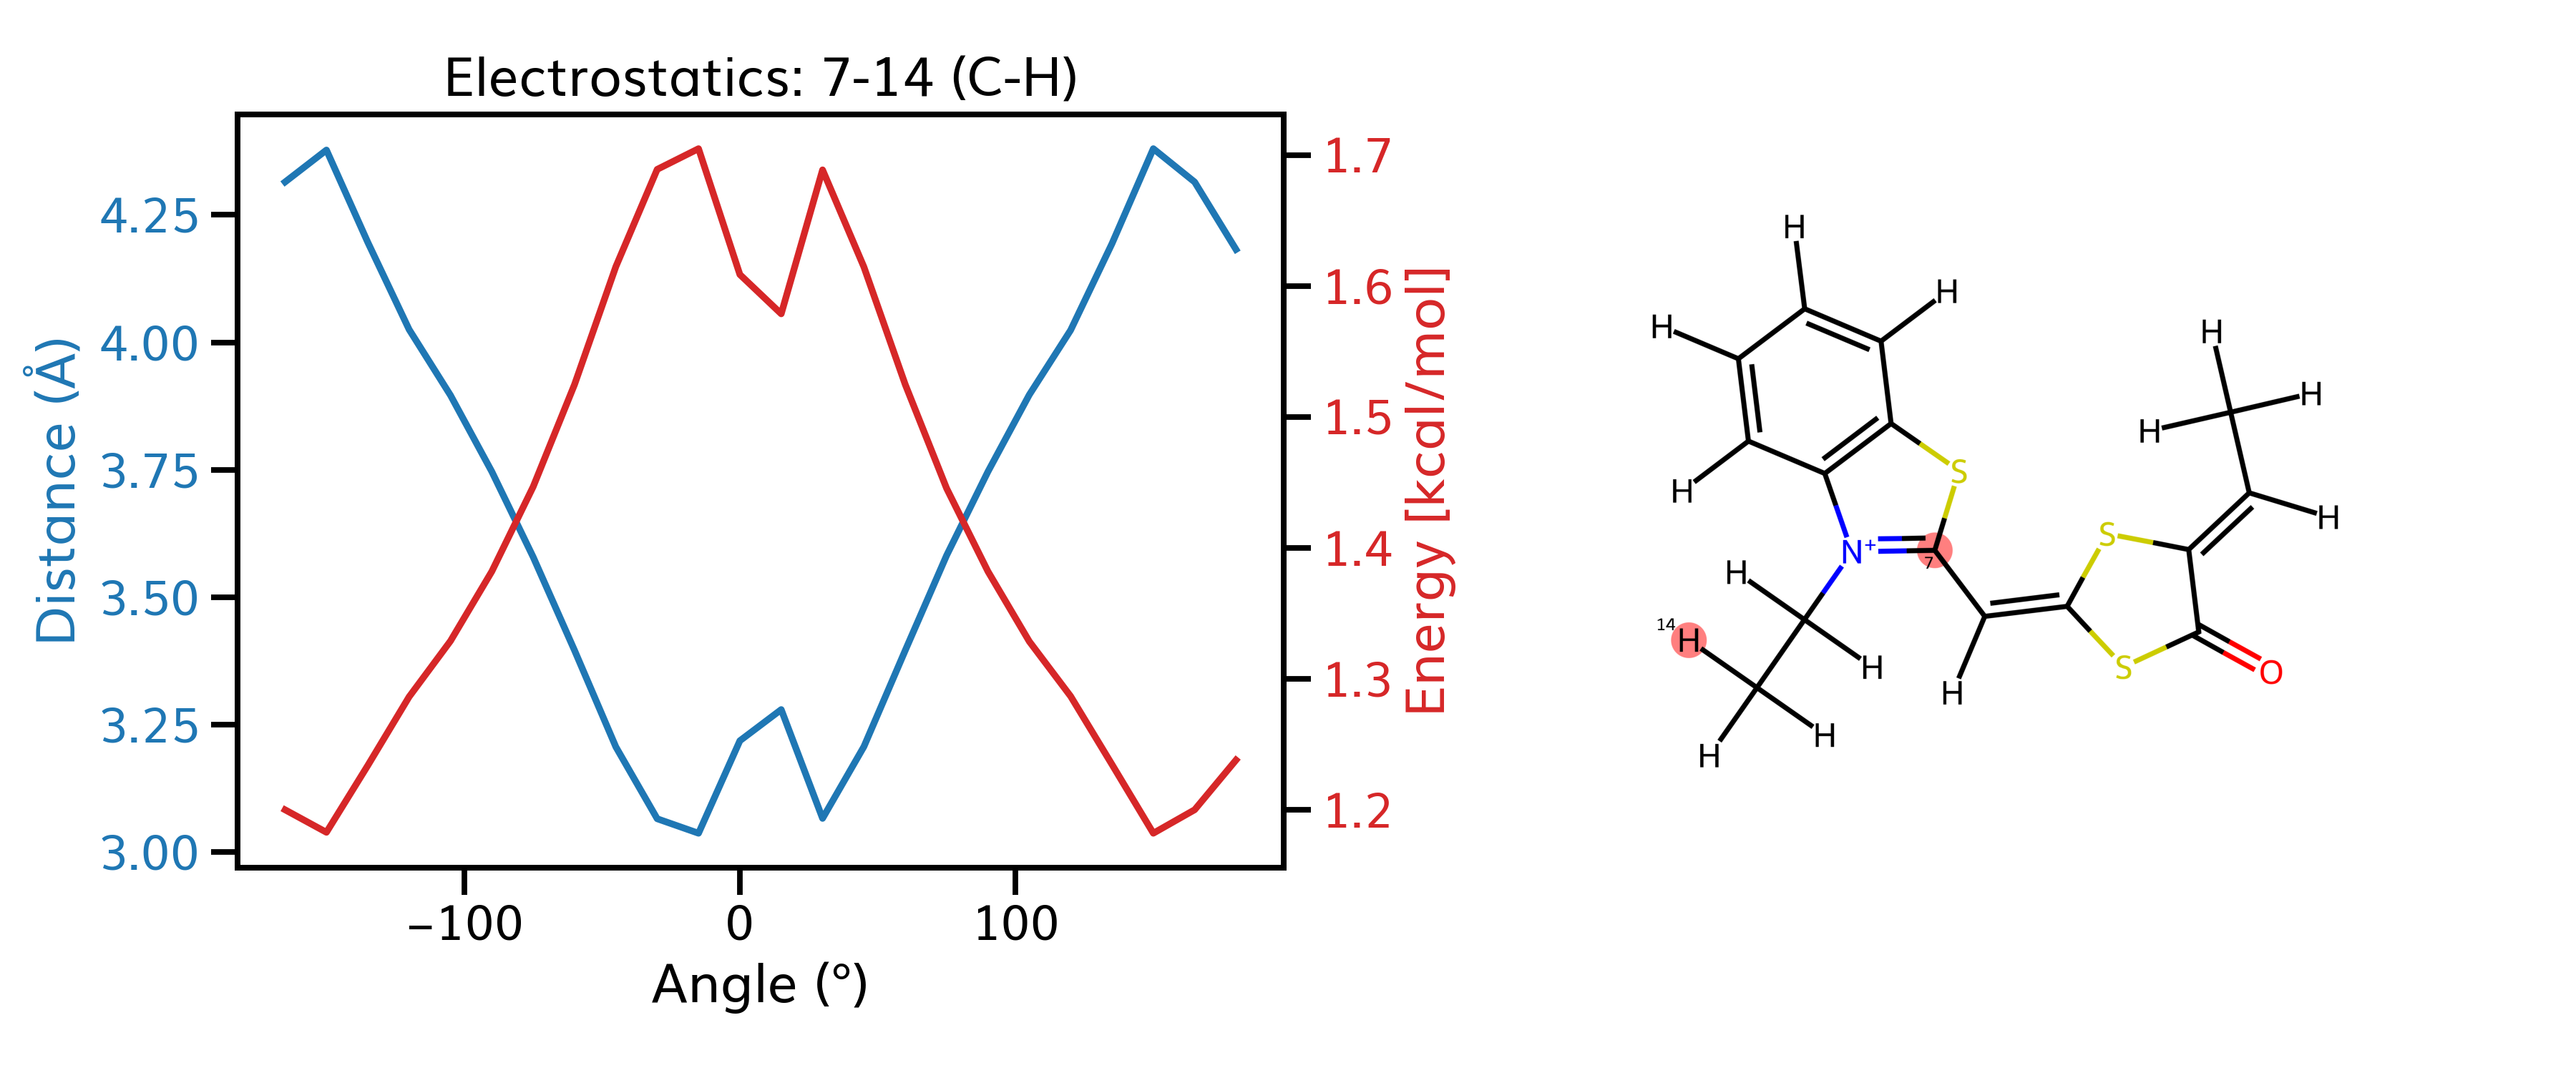 Electrostatics: 7-14 (C-H)
Distance (Å)
4.25
4.00
3.75
3.50
3.25
3.00
−100
0
100
Angle (°)
1.7
1.6
1.5
1.4
1.3
1.2
Energy [kcal/mol]
H
H
H
H
H
H
H
S
H
S
N+
7
H
14
H
H
S
O
H
H
H